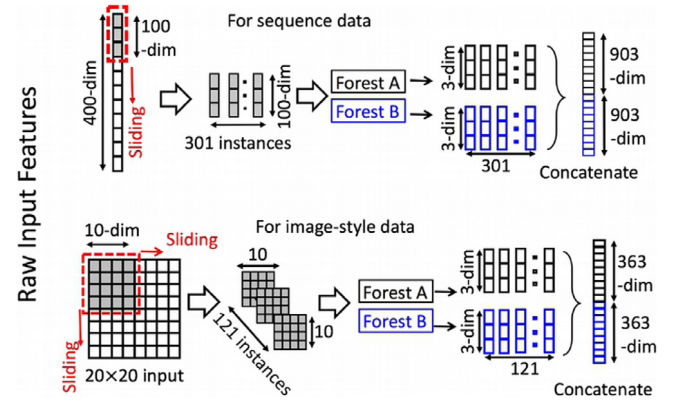 Raw Input Features
For sequence data
400-dim
100
-dim
Sliding
301 instances
100-dim
Forest A
Forest B
3-dim
3-dim
301
903
-dim
903
-dim
Concatenate
For image-style data
10-dim
Sliding
Sliding
20×20 input
10
10
121 instances
Forest A
Forest B
3-dim
3-dim
121
363
-dim
363
-dim
Concatenate